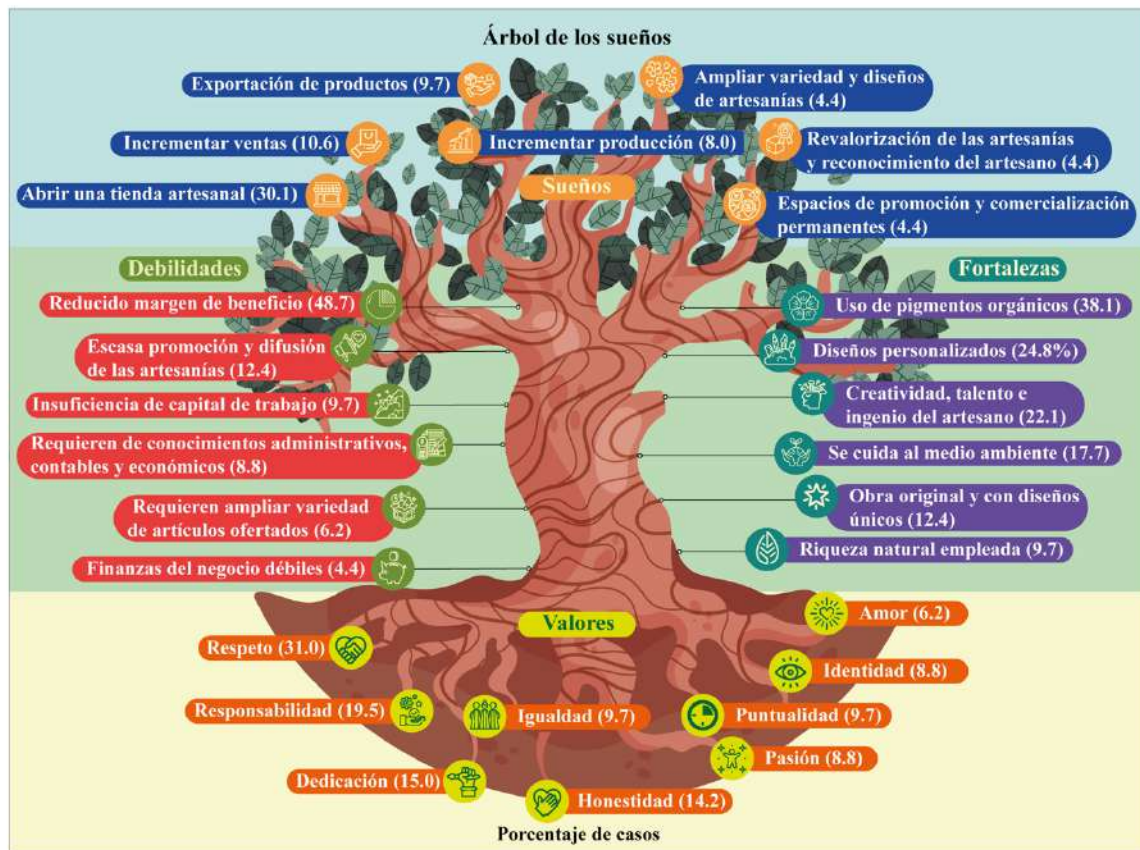 Árbol de los sueños
Exportación de productos (9.7)
Ampliar variedad y diseños
de artesanías (4.4)
Incrementar ventas (10.6)
Incrementar producción (8.0)
Revalorización de las artesanías
y reconocimiento del artesano (4.4)
Abrir una tienda artesanal (30.1)
Sueños
Espacios de promoción y comercialización
permanentes (4.4)
Debilidades
Reducido margen de beneficio (48.7)
Escasa promoción y difusión
de las artesanías (12.4)
Insuficiencia de capital de trabajo (9.7)
Requieren de conocimientos administrativos,
contables y económicos (8.8)
Requieren ampliar variedad
de artículos ofertados (6.2)
Finanzas del negocio débiles (4.4)
Fortalezas
Uso de pigmentos orgánicos (38.1)
Diseños personalizados (24.8%)
Creatividad, talento e
ingenio del artesano (22.1)
Se cuida al medio ambiente (17.7)
Obra original y con diseños
únicos (12.4)
Riqueza natural empleada (9.7)
Valores
Amor (6.2)
Respeto (31.0)
Identidad (8.8)
Responsabilidad (19.5)
Igualdad (9.7)
Puntualidad (9.7)
Pasión (8.8)
Dedicación (15.0)
Honestidad (14.2)
Porcentaje de casos